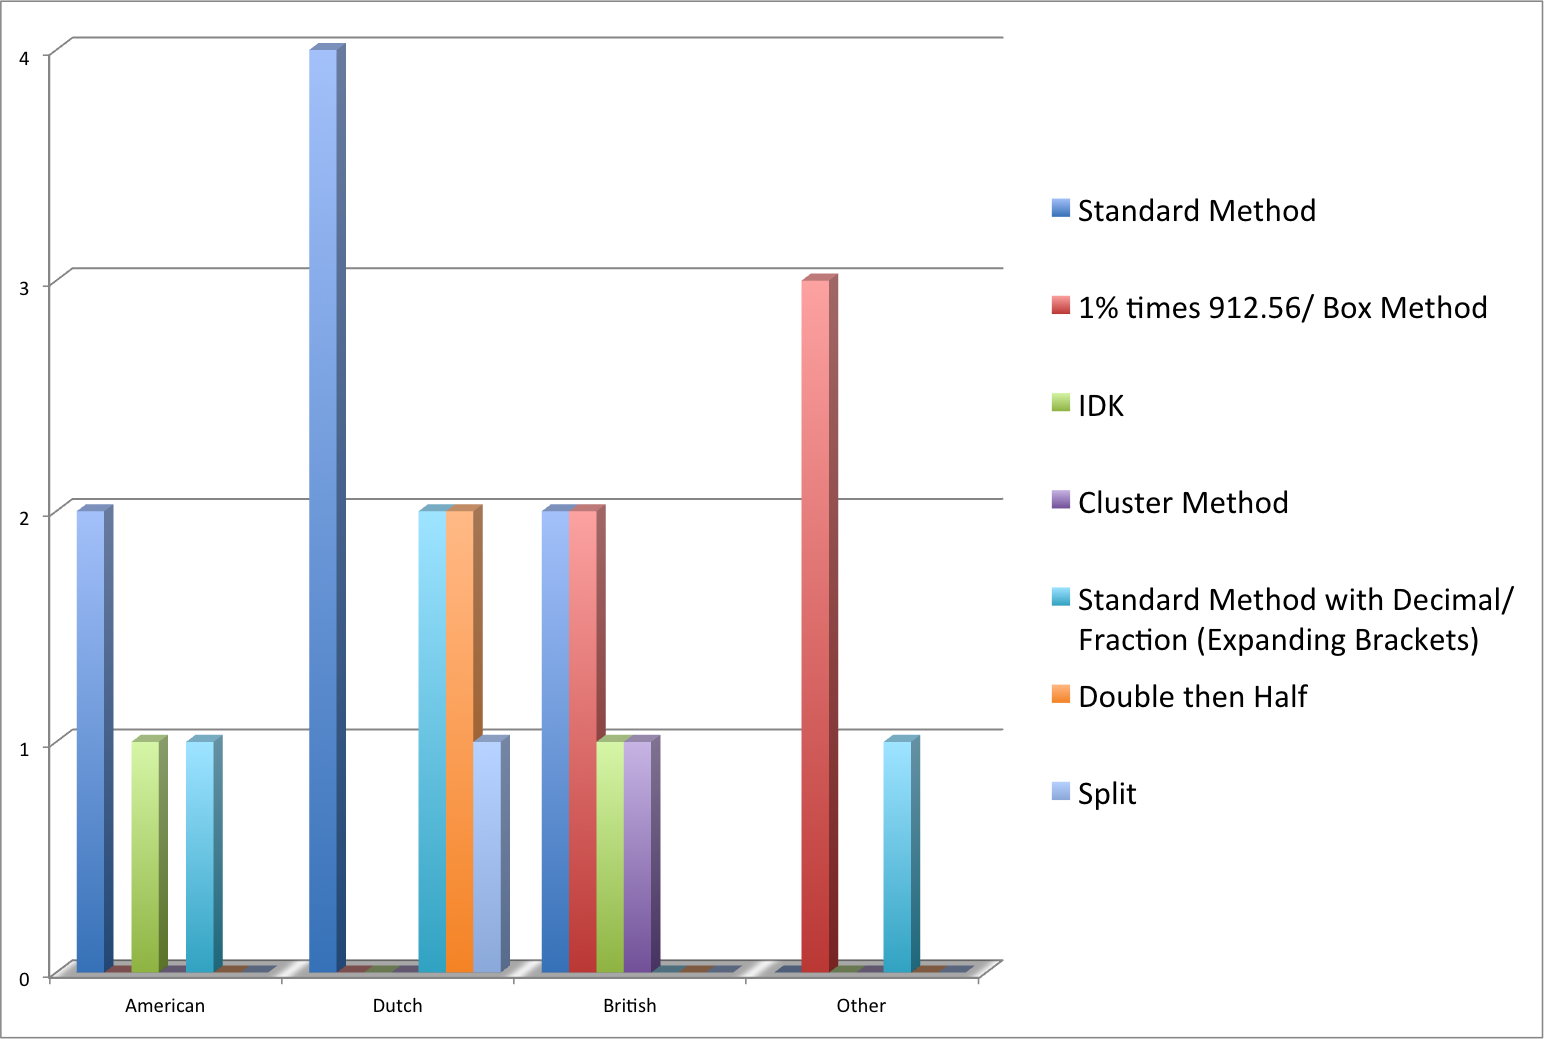 4
3
2
1
0
American
Dutch
British
Other
Standard Method
1% times 912.56/ Box Method
IDK
Cluster Method
Standard Method with Decimal/
Fraction (Expanding Brackets)
Double then Half
Split